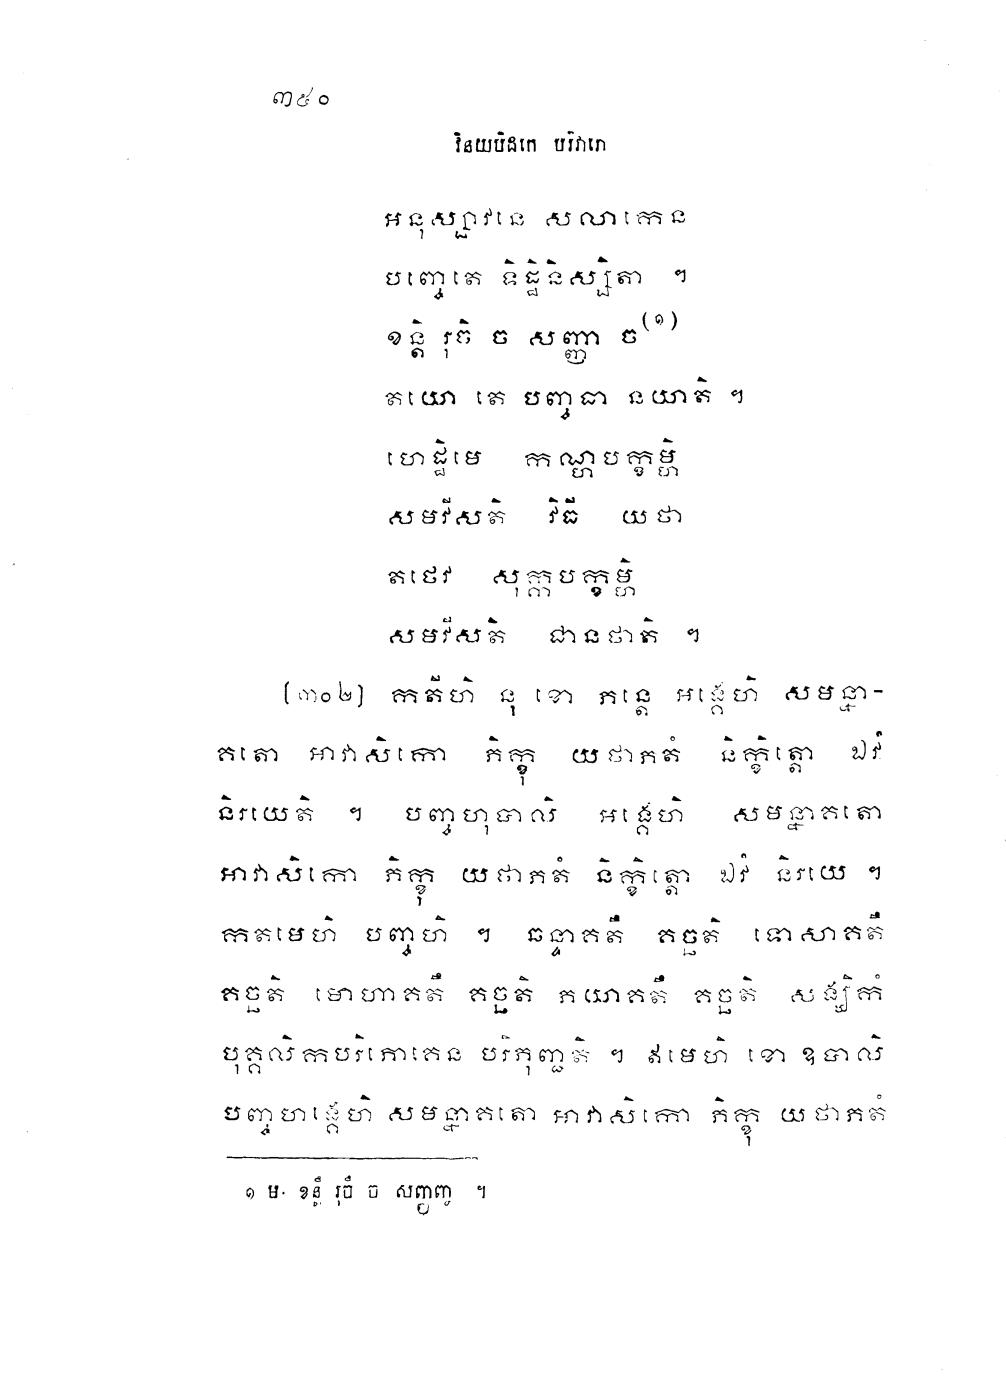 ៣៥០
វិនយបិដកេ បរិវារោ
អនុស្សាវនេ សលាកេន
បញ្ចេតេ ទិដ្ឋិនិស្សិតា ។
ខន្តិ រុចិ ច សញ្ញា ច(១)
តយោ តេ បញ្ចធា នយាតិ ។
ហេដ្ឋិមេ កណ្ហបក្ខម្ហិ
សមវីសតិ វិធី យថា
តថេវ សុក្កបក្ខម្ហិ
សមវីសតិ ជានថាតិ ។
[៣០២] កតីហិ នុ ខោ ភន្តេ អង្គេហិ សមន្នា-
គតោ អាវាសិកោ ភិក្ខុ យថាភតំ និក្ខិត្តោ ឯវំ
និរយេតិ ។ បញ្ចហុបាលិ អង្គេហិ សមន្នាគតោ
អាវាសិកោ ភិក្ខុ យថាភតំ និក្ខិត្តោ ឯវំ និរយេ ។
កតមេហិ បញ្ចហិ ។ ឆន្ទាគតឹ គច្ឆតិ ទោសាគតឹ
គច្ឆតិ មោហាគតឹ គច្ឆតិ ភយាគតឹ គច្ឆតិ សង្ឃិកំ
បុគ្គលិកបរិភោគេន បរិភុញ្ជតិ ។ ឥមេហិ ខោ ឧបាលិ
បញ្ចហង្គេហិ សមន្នាគតោ អាវាសិកោ ភិក្ខុ យថាភតំ
១ ម. ខន្តឹ រុចឹ ច សញ្ញញ្ច ។